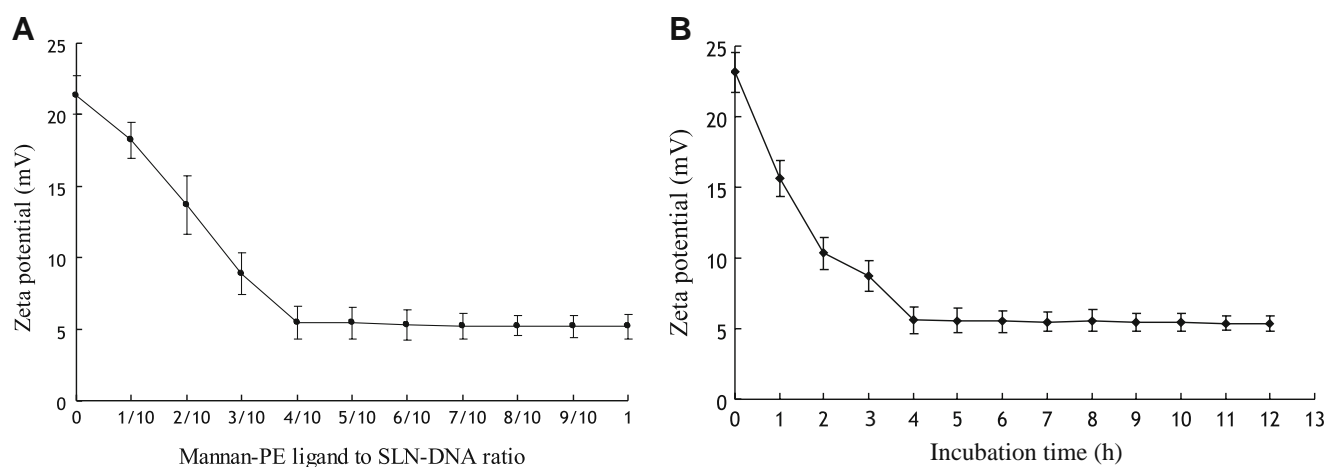 A
Zeta potential (mV)
25
20
15
10
5
0
0 1/10 2/10 3/10 4/10 5/10 6/10 7/10 8/10 9/10 1
Mannan-PE ligand to SLN-DNA ratio
B
Zeta potential (mV)
25
20
15
10
5
0
0 1 2 3 4 5 6 7 8 9 10 11 12 13
Incubation time (h)